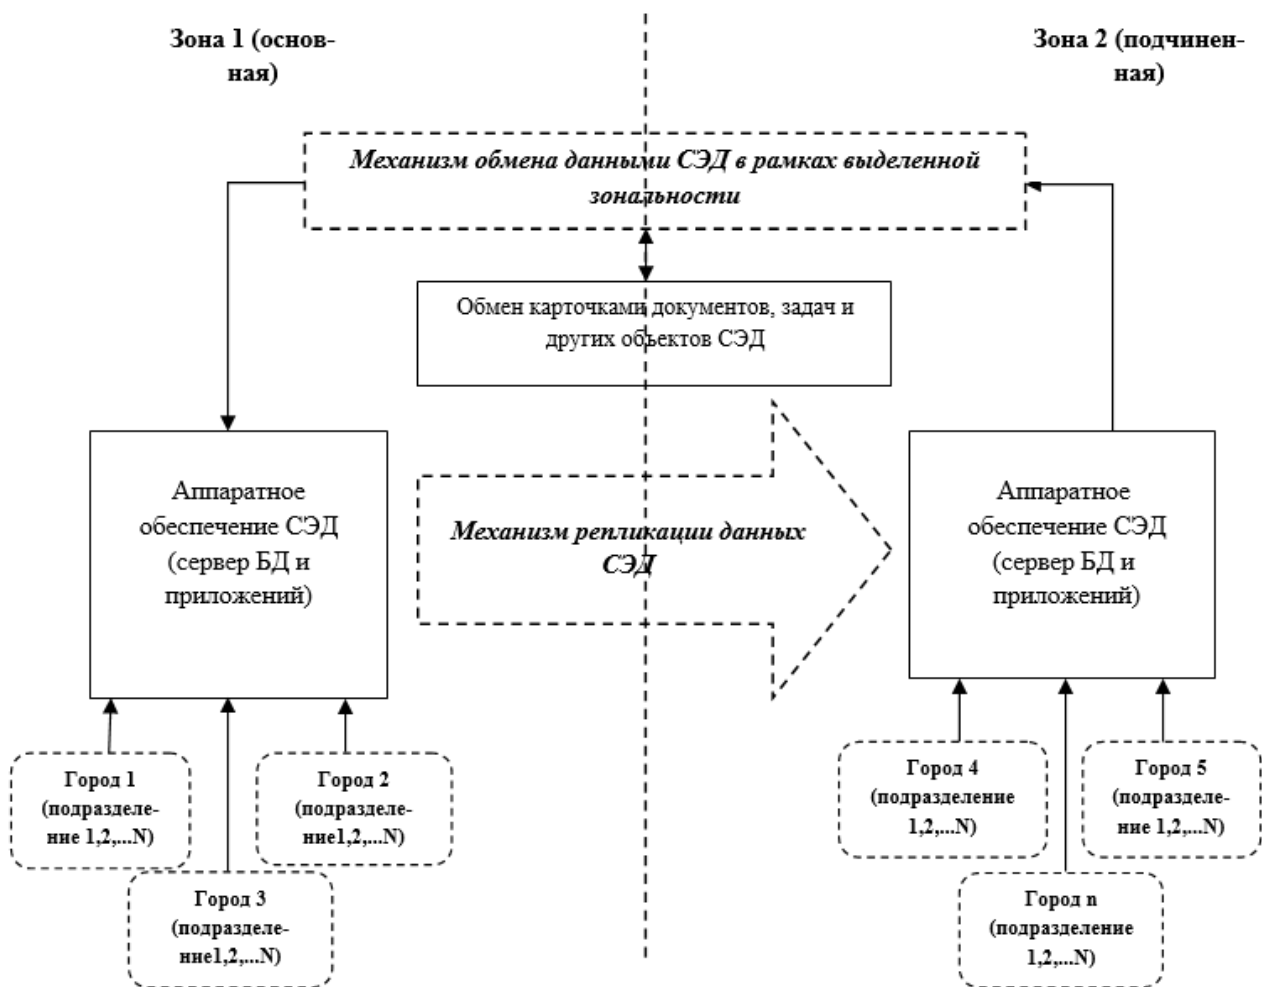 Зона 1 (основ-
ная)
Зона 2 (подчинен-
ная)
Механизм обмена данными СЭД в рамках выделенной
зональности
Обмен карточками документов, задач и
других объектов СЭД
Аппаратное
обеспечение СЭД
(сервер БД и
приложений)
Механизм репликации данных
СЭД
Аппаратное
обеспечение СЭД
(сервер БД и
приложений)
Город 1
(подразделе-
ние 1,2,...N)
Город 2
(подразделе-
ние1,2,...N)
Город 3
(подразделе-
ние1,2,...N)
Город 4
(подразделение
1,2,...N)
Город 5
(подразделе-
ние 1,2,...N)
Город n
(подразделение
1,2,...N)